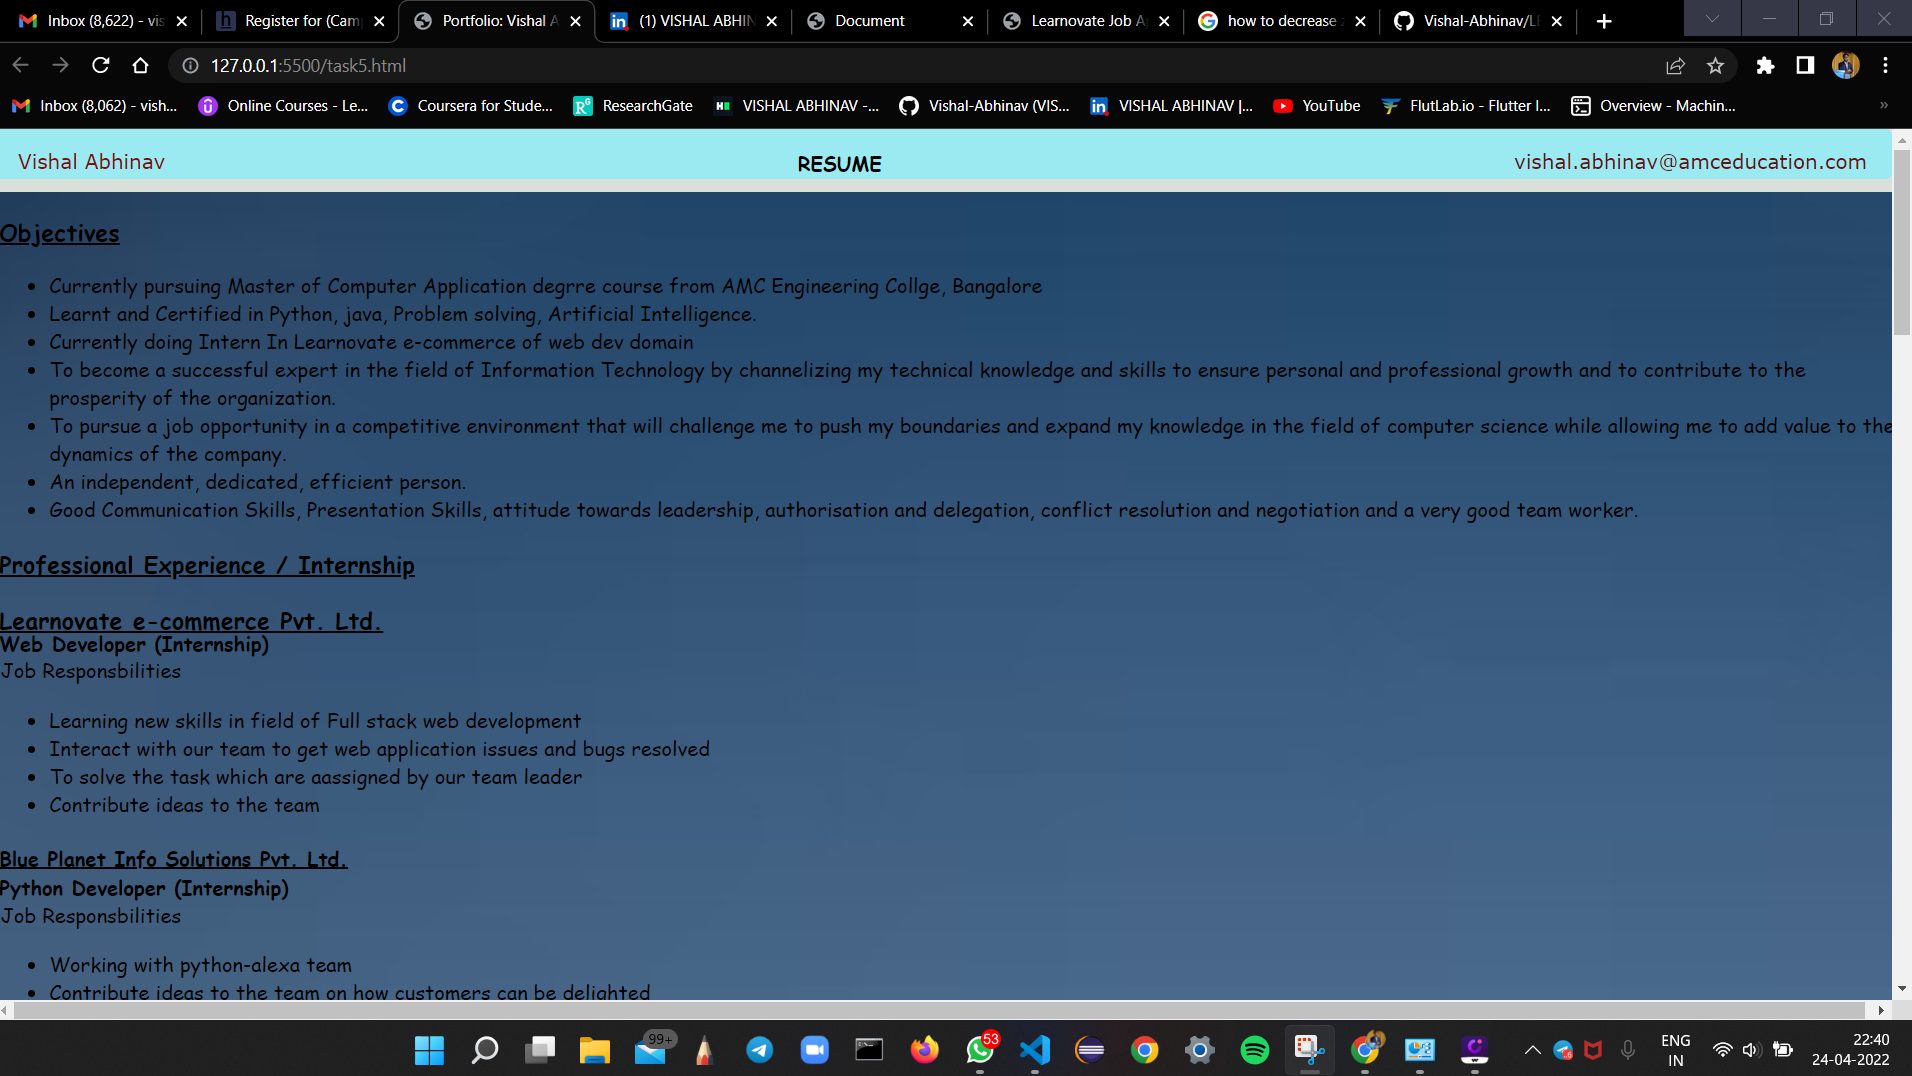 Inbox (8,622) - vis
Register for (Cam
Portfolio: Vishal A
(1) VISHAL ABHIN
Document
Learnovate Job A
how to decrease
Vishal-Abhinav/LE
127.0.0.1:5500/task5.html
Inbox (8,062) - vish...
Online Courses - Le...
Coursera for Stude...
ResearchGate
VISHAL ABHINAV -...
Vishal-Abhinav (VIS...
VISHAL ABHINAV |...
YouTube
FlutLab.io - Flutter I...
Overview - Machin...
Vishal Abhinav
RESUME
vishal.abhinav@amceducation.com
Objectives
Currently pursuing Master of Computer Application degrre course from AMC Engineering Collge, Bangalore
Learnt and Certified in Python, java, Problem solving, Artificial Intelligence.
Currently doing Intern In Learnovate e-commerce of web dev domain
To become a successful expert in the field of Information Technology by channelizing my technical knowledge and skills to ensure personal and professional growth and to contribute to the
prosperity of the organization.
To pursue a job opportunity in a competitive environment that will challenge me to push my boundaries and expand my knowledge in the field of computer science while allowing me to add value to the
dynamics of the company.
An independent, dedicated, efficient person.
Good Communication Skills, Presentation Skills, attitude towards leadership, authorisation and delegation, conflict resolution and negotiation and a very good team worker.
Professional Experience / Internship
Learnovate e-commerce Pvt. Ltd.
Web Developer (Internship)
Job Responsbilities
Learning new skills in field of Full stack web development
Interact with our team to get web application issues and bugs resolved
To solve the task which are aassigned by our team leader
Contribute ideas to the team
Blue Planet Info Solutions Pvt. Ltd.
Python Developer (Internship)
Job Responsbilities
Working with python-alexa team
Contribute ideas to the team on how customers can be delighted
99+
53
ENG
IN
22:40
24-04-2022